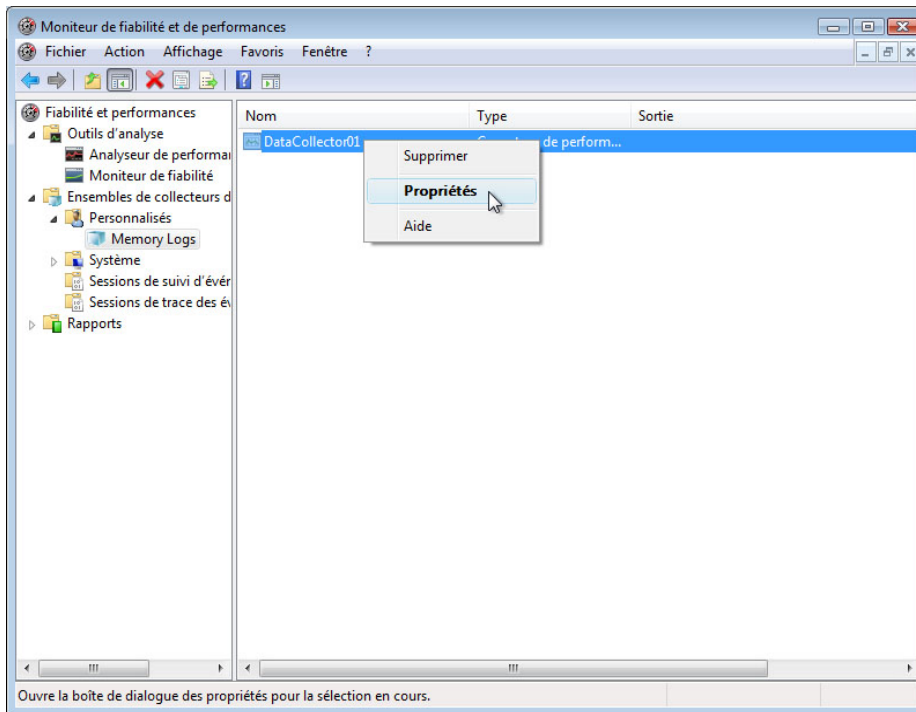 Moniteur de fiabilité et de performances
Fichier Action Affichage Favoris Fenêtre ?
Fiabilité et performances
Outils d'analyse
Analyseur de performa
Moniteur de fiabilité
Ensembles de collecteurs d
Personnalisés
Memory Logs
Système
Sessions de suivi d'évér
Sessions de trace des év
Rapports
Nom Type Sortie
DataCollector01 de perform...
Supprimer
Propriétés
Aide
Ouvre la boîte de dialogue des propriétés pour la sélection en cours.